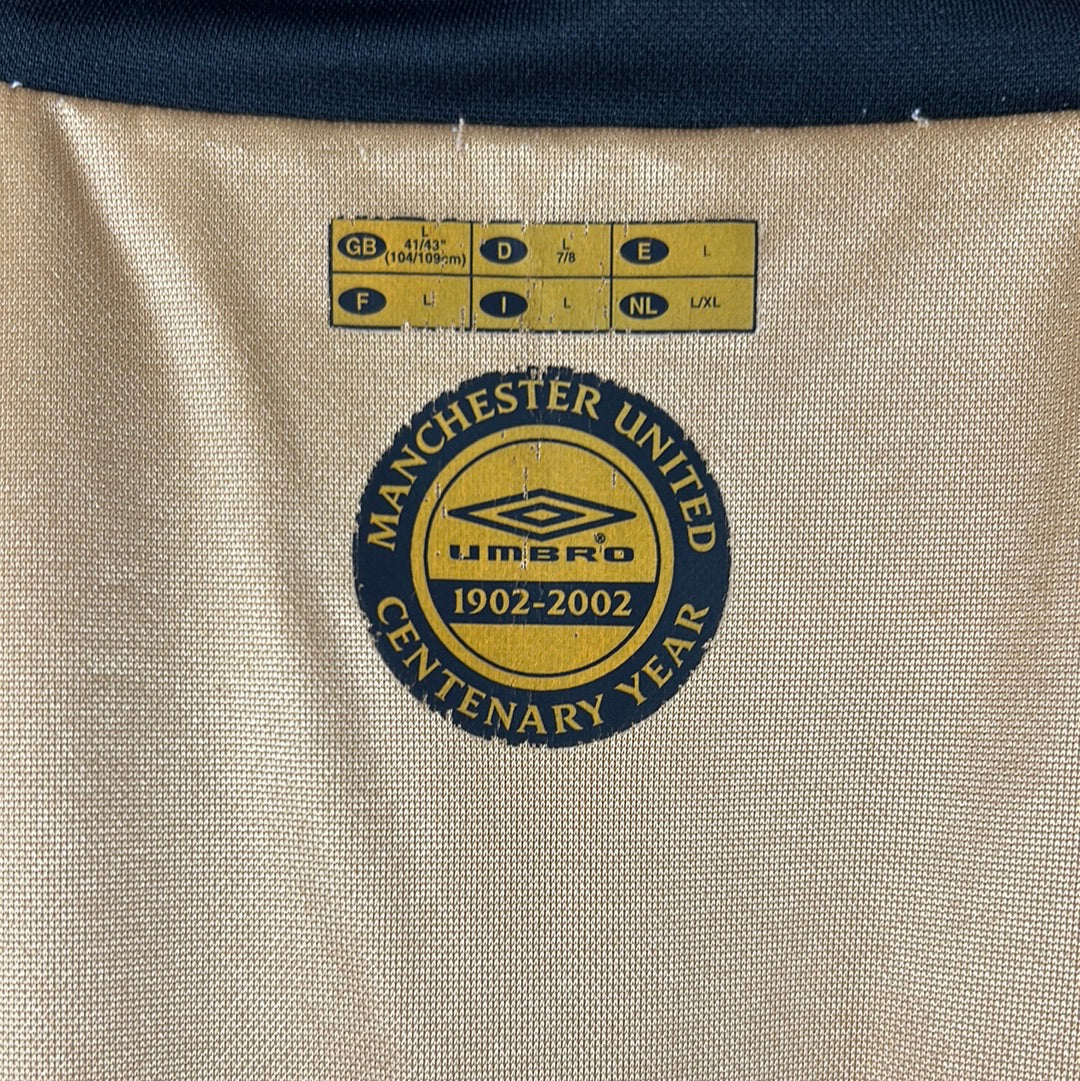 GB L 41/43" (104/109cm) D L 7/8 E L
F L I L NL L/XL
MANCHESTER UNITED
UMBRO®
1902-2002
CENTENARY YEAR